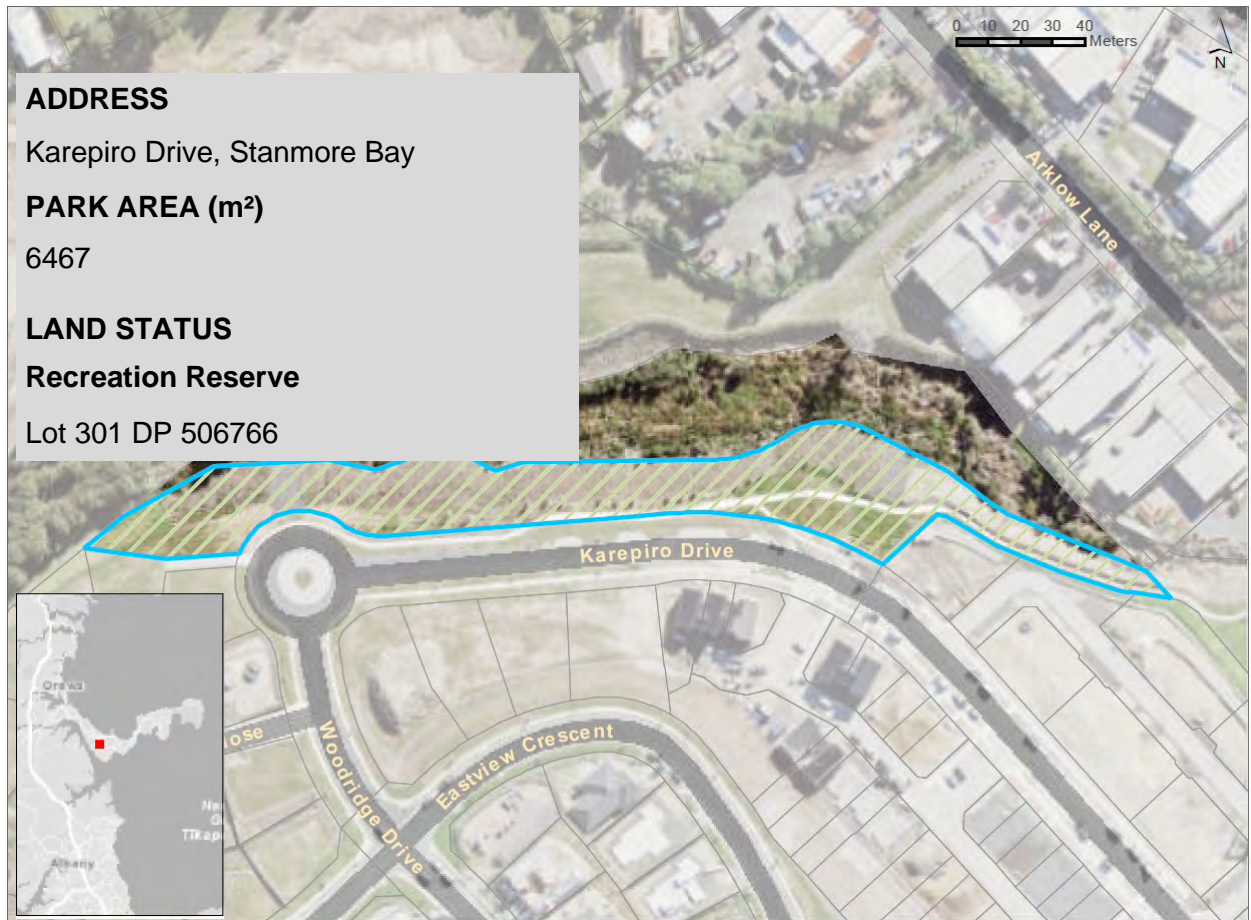 0 10 20 30 40
Meters
N
ADDRESS
Karepiro Drive, Stanmore Bay
PARK AREA (m²)
6467
LAND STATUS
Recreation Reserve
Lot 301 DP 506766
Arklow Lane
Karepiro Drive
Woodridge Drive
Eastview Crescent
Orewa
Albany